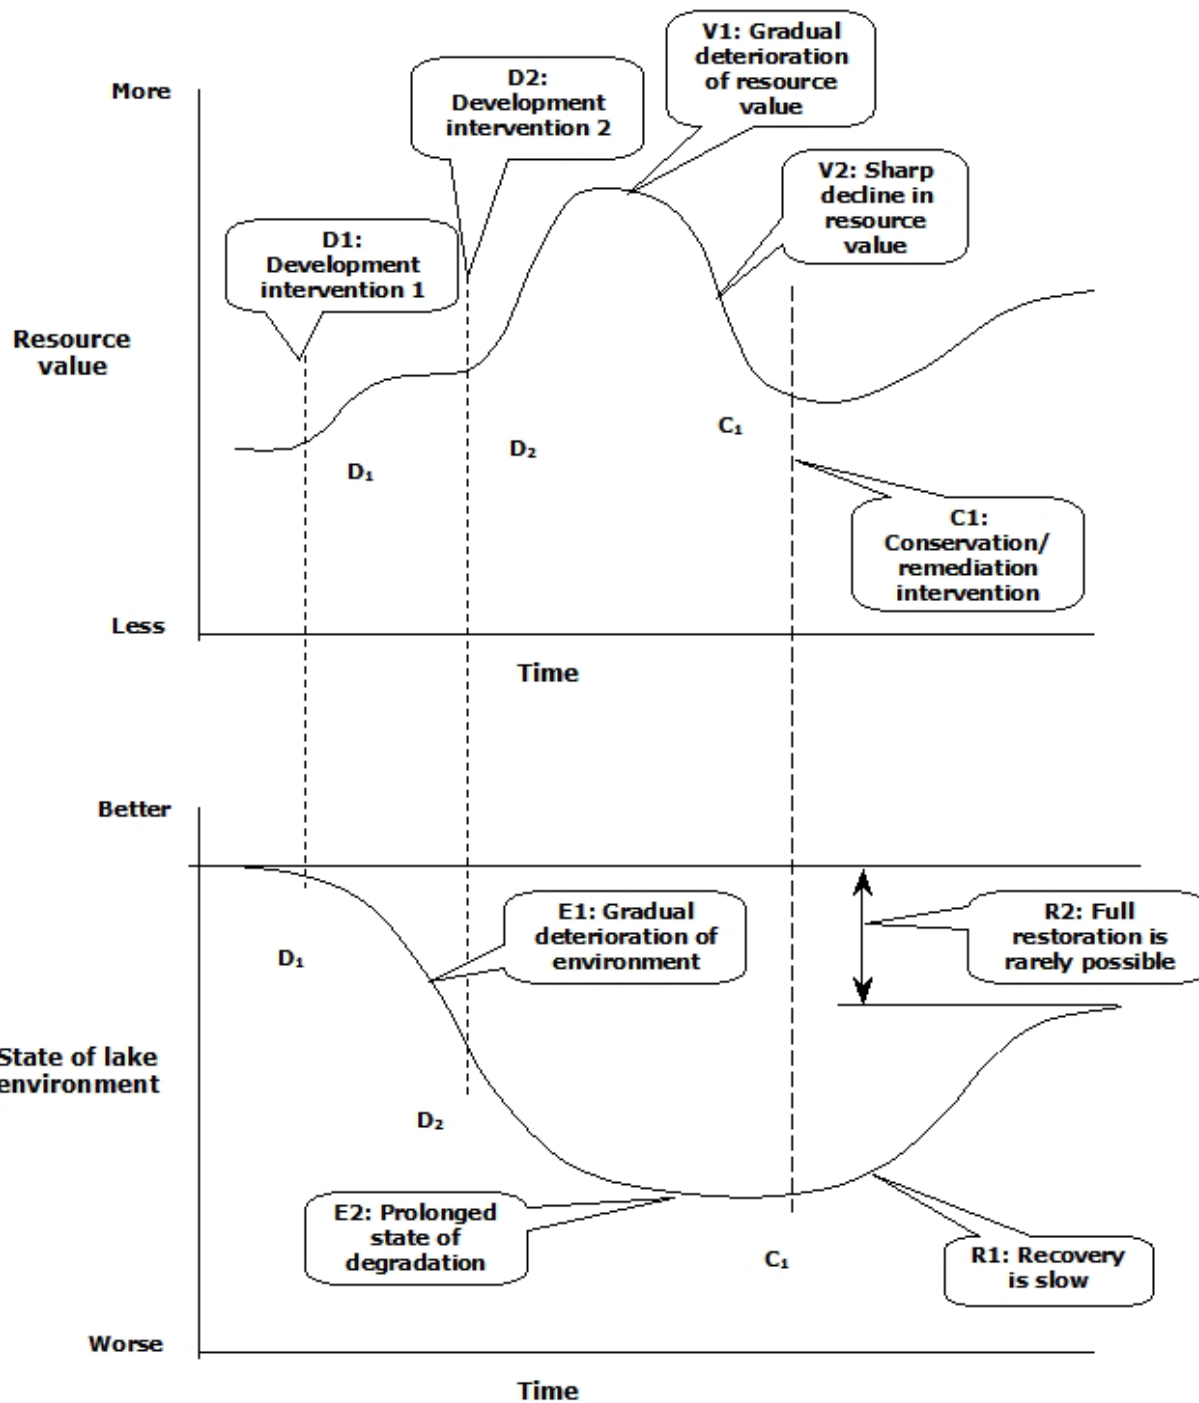 V1: Gradual
deterioration
of resource
value
D2:
Development
intervention 2
More
V2: Sharp
decline in
resource
value
D1:
Development
intervention 1
Resource
value
D₁
D₂
C₁
C1:
Conservation/
remediation
intervention
Less
Time
Better
E1: Gradual
deterioration of
environment
R2: Full
restoration is
rarely possible
D₁
State of lake
environment
D₂
E2: Prolonged
state of
degradation
C₁
R1: Recovery
is slow
Worse
Time